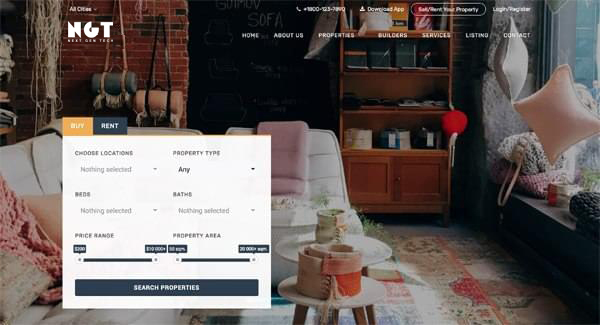 All Cities
+1800-123-7890
Download App
Sell/Rent Your Property
Login/Register
NGT
NEXT GEN TECH
HOME
ABOUT US
PROPERTIES
BUILDERS
SERVICES
LISTING
CONTACT
SOFA
BUY
RENT
CHOOSE LOCATIONS
PROPERTY TYPE
Nothing selected
Any
BEDS
BATHS
Nothing selected
Nothing selected
PRICE RANGE
PROPERTY AREA
$200
$10 000+
50 sqm
20 000+ sqm
SEARCH PROPERTIES